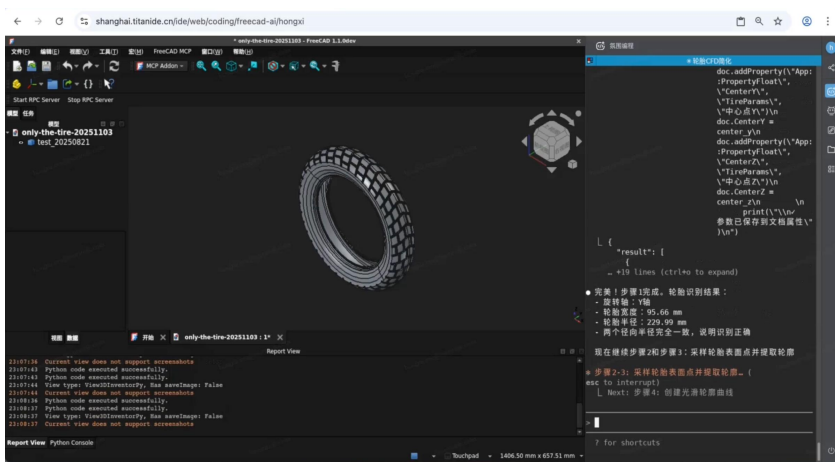 shanghai.titanide.cn/ide/web/coding/freecad-ai/hongxi
* only-the-tire-20251103 - FreeCAD 1.1.0dev
文件(F) 编辑(E) 视图(V) 工具(T) 宏(M) FreeCAD MCP 窗口(W) 帮助(H)
MCP Addon
Start RPC Server Stop RPC Server
模型 任务
模型
only-the-tire-20251103
test_20250821
视图 数据
开始 only-the-tire-20251103 : 1*
Report View
23:07:36 Current view does not support screenshots
23:07:43 Python code executed successfully.
23:07:43 Python code executed successfully.
23:07:44 View type: View3DInventorPy, Has saveImage: False
23:07:44 Current view does not support screenshots
23:08:36 Python code executed successfully.
23:08:37 Python code executed successfully.
23:08:37 View type: View3DInventorPy, Has saveImage: False
23:08:37 Current view does not support screenshots
Report View Python Console
Touchpad 1406.50 mm x 657.51 mm
氛围编程
轮胎CFD简化
doc.addProperty(\"App:
:PropertyFloat\",
\"CenterY\",
\"TireParams\",
\"中心点Y\")\n
doc.CenterY =
center_y\n
doc.addProperty(\"App:
:PropertyFloat\",
\"CenterZ\",
\"TireParams\",
\"中心点Z\")\n
doc.CenterZ =
center_z\n \n
print(\"\\n✓
参数已保存到文档属性\"
)\n")
{
"result": [
{
… +19 lines (ctrl+o to expand)
完美！步骤1完成。轮胎识别结果：
- 旋转轴：Y轴
- 轮胎宽度：95.66 mm
- 轮胎半径：229.99 mm
- 两个径向半径完全一致，说明识别正确
现在继续步骤2和步骤3：采样轮胎表面点并提取轮廓
步骤2-3: 采样轮胎表面点并提取轮廓… (
esc to interrupt)
Next: 步骤4: 创建光滑轮廓曲线
>
? for shortcuts